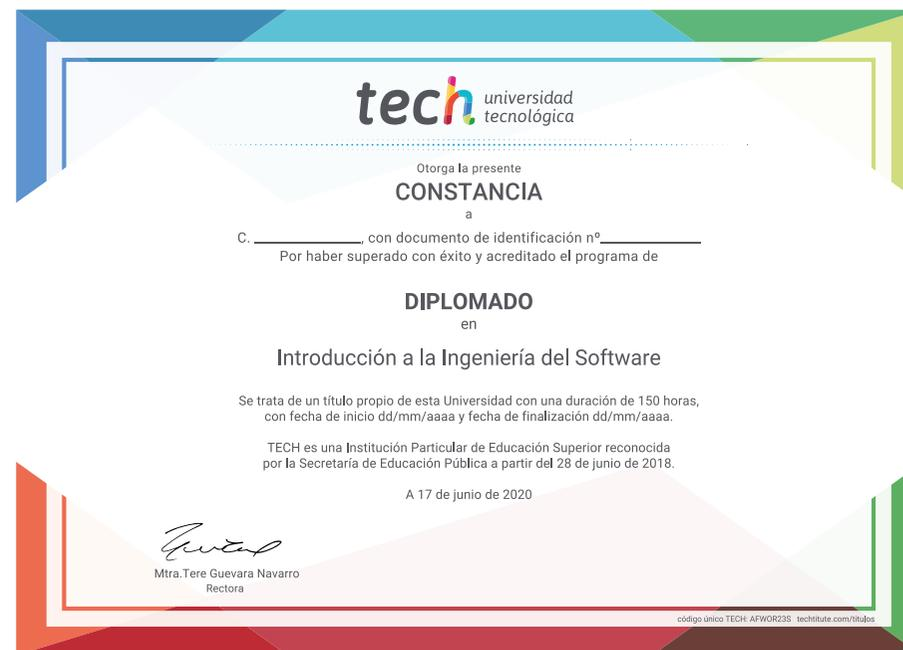 tech universidad
tecnológica
Otorga la presente
CONSTANCIA
a
C. ____________, con documento de identificación nº____________
Por haber superado con éxito y acreditado el programa de
DIPLOMADO
en
Introducción a la Ingeniería del Software
Se trata de un título propio de esta Universidad con una duración de 150 horas,
con fecha de inicio dd/mm/aaaa y fecha de finalización dd/mm/aaaa.
TECH es una Institución Particular de Educación Superior reconocida
por la Secretaría de Educación Pública a partir del 28 de junio de 2018.
A 17 de junio de 2020
Mtra.Tere Guevara Navarro
Rectora
código único TECH: AFWOR23S techtitute.com/titulos